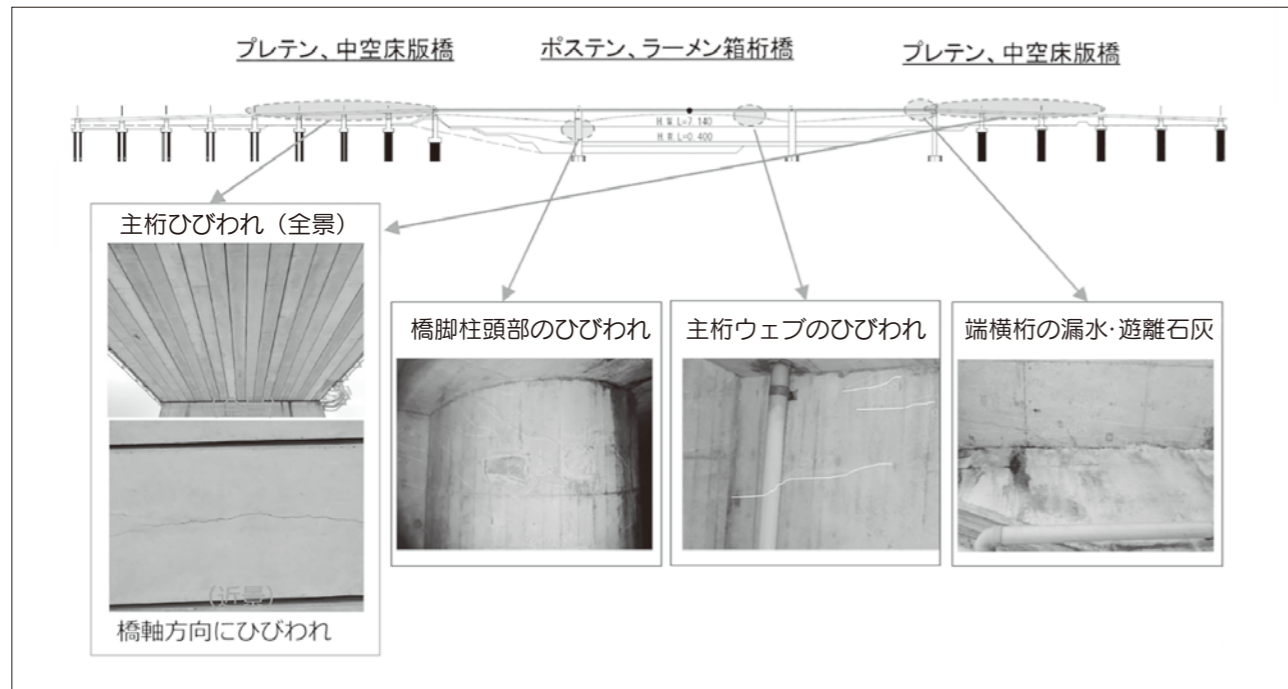 プレテン、中空床版橋
ポステン、ラーメン箱桁橋
プレテン、中空床版橋
H.W.L=7.140
H.W.L=0.400
主桁ひびわれ（全景）
（近景）
橋軸方向にひびわれ
橋脚柱頭部のひびわれ
主桁ウェブのひびわれ
端横桁の漏水･遊離石灰